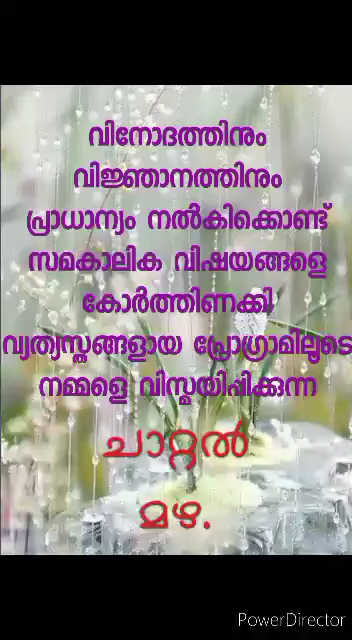 വിനോദത്തിനും
വിജ്ഞാനത്തിനും
പ്രാധാന്യം നൽകിക്കൊണ്ട്
സമകാലിക വിഷയങ്ങളെ
കോർത്തിണക്കി
വ്യത്യസ്തങ്ങളായ പ്രോഗ്രാമിലൂടെ
നമ്മളെ വിസ്മയിപ്പിക്കുന്ന
ചാറ്റൽ
മഴ.
PowerDirector